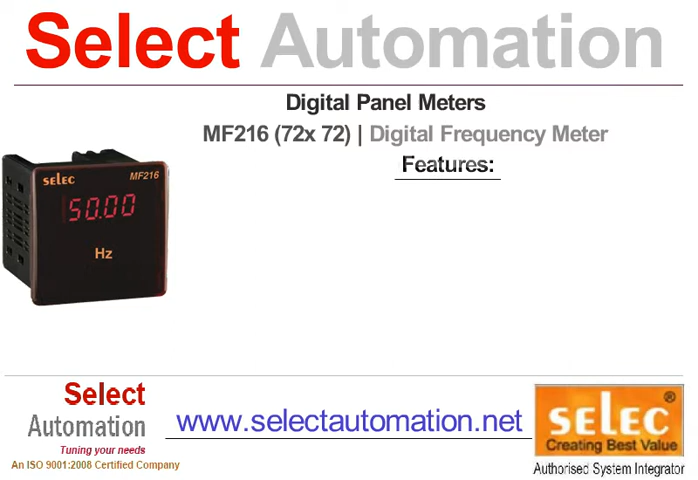 Select Automation
Digital Panel Meters
MF216 (72x 72) | Digital Frequency Meter
Features:
selec MF216
50.00
Hz
Select
Automation
Tuning your needs
An ISO 9001:2008 Certified Company
www.selectautomation.net
selec®
Creating Best Value
Authorised System Integrator